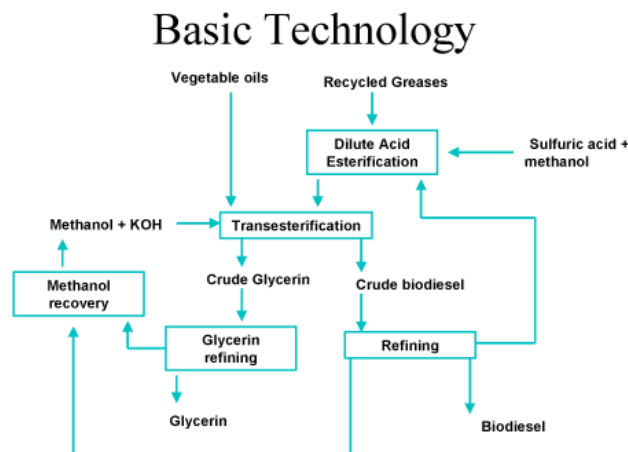 Basic Technology
Vegetable oils
Recycled Greases
Dilute Acid
Esterification
Sulfuric acid +
methanol
Methanol + KOH
Transesterification
Crude Glycerin
Crude biodiesel
Methanol
recovery
Glycerin
refining
Refining
Glycerin
Biodiesel